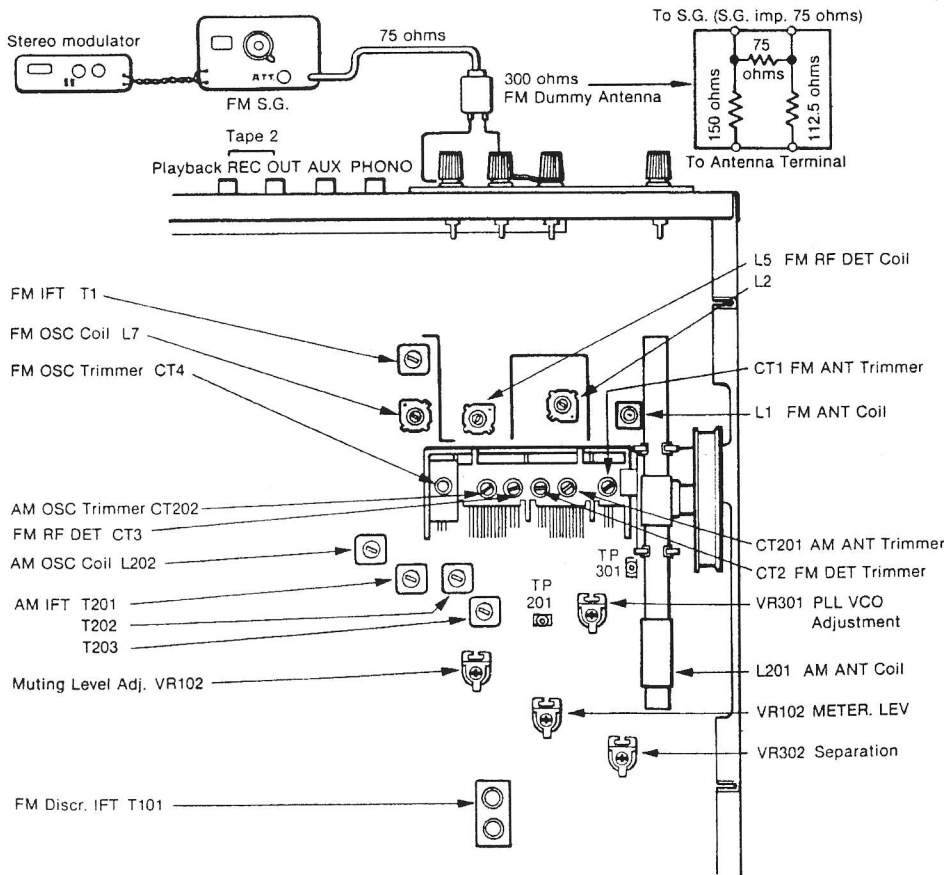 To S.G. (S.G. imp. 75 ohms)
Stereo modulator
75 ohms
ATT.
FM S.G.
300 ohms
FM Dummy Antenna
75
ohms
150 ohms
112.5 ohms
To Antenna Terminal
Tape 2
Playback REC OUT AUX PHONO
L5 FM RF DET Coil
L2
FM IFT T1
FM OSC Coil L7
FM OSC Trimmer CT4
CT1 FM ANT Trimmer
L1 FM ANT Coil
AM OSC Trimmer CT202
FM RF DET CT3
AM OSC Coil L202
AM IFT T201
T202
T203
Muting Level Adj. VR102
TP
301
TP
201
CT201 AM ANT Trimmer
CT2 FM DET Trimmer
VR301 PLL VCO
Adjustment
L201 AM ANT Coil
VR102 METER. LEV
VR302 Separation
FM Discr. IFT T101